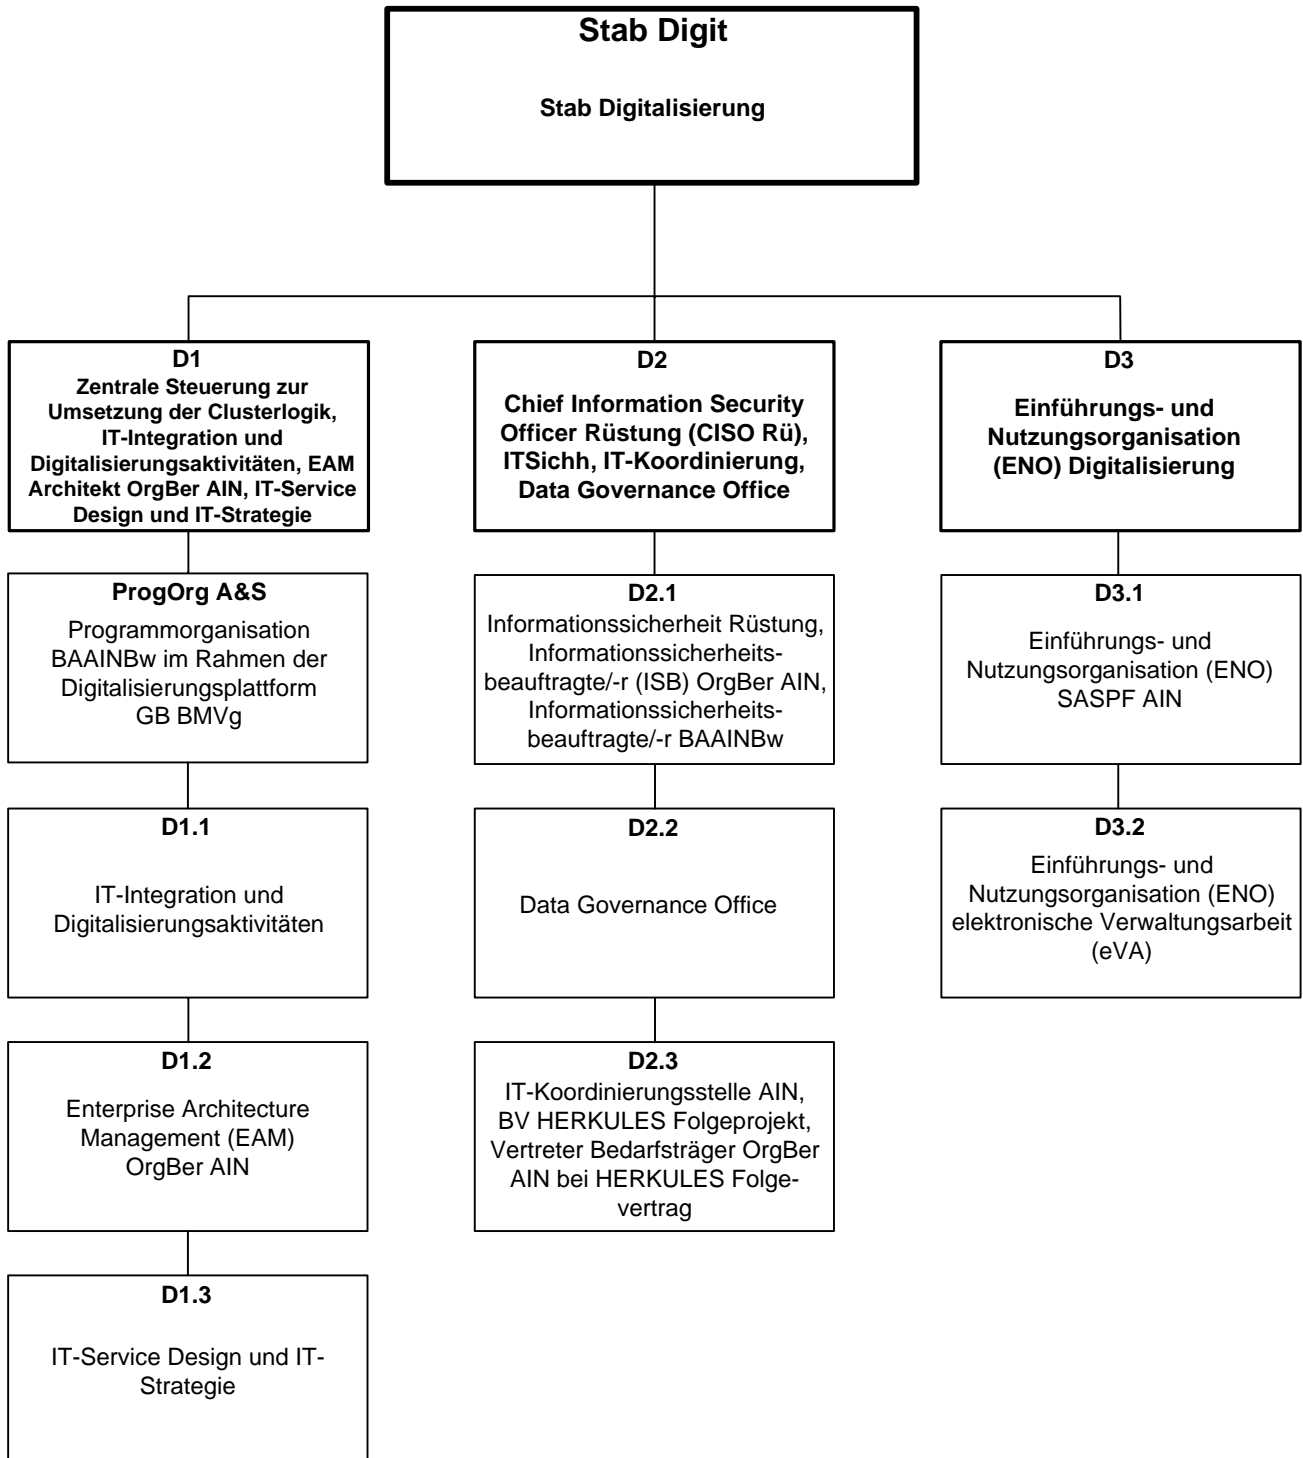 Stab Digit
Stab Digitalisierung
D1
Zentrale Steuerung zur
Umsetzung der Clusterlogik,
IT-Integration und
Digitalisierungsaktivitäten, EAM
Architekt OrgBer AIN, IT-Service
Design und IT-Strategie
ProgOrg A&S
Programmorganisation
BAAINBw im Rahmen der
Digitalisierungsplattform
GB BMVg
D1.1
IT-Integration und
Digitalisierungsaktivitäten
D1.2
Enterprise Architecture
Management (EAM)
OrgBer AIN
D1.3
IT-Service Design und IT-
Strategie
D2
Chief Information Security
Officer Rüstung (CISO Rü),
ITSichh, IT-Koordinierung,
Data Governance Office
D2.1
Informationssicherheit Rüstung,
Informationssicherheits-
beauftragte/-r (ISB) OrgBer AIN,
Informationssicherheits-
beauftragte/-r BAAINBw
D2.2
Data Governance Office
D2.3
IT-Koordinierungsstelle AIN,
BV HERKULES Folgeprojekt,
Vertreter Bedarfsträger OrgBer
AIN bei HERKULES Folge-
vertrag
D3
Einführungs- und
Nutzungsorganisation
(ENO) Digitalisierung
D3.1
Einführungs- und
Nutzungsorganisation (ENO)
SASPF AIN
D3.2
Einführungs- und
Nutzungsorganisation (ENO)
elektronische Verwaltungsarbeit
(eVA)